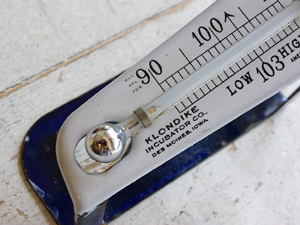 90 100
LOW 103 HIGH
KLONDIKE
INCUBATOR CO.,
DES MOINES, IOWA